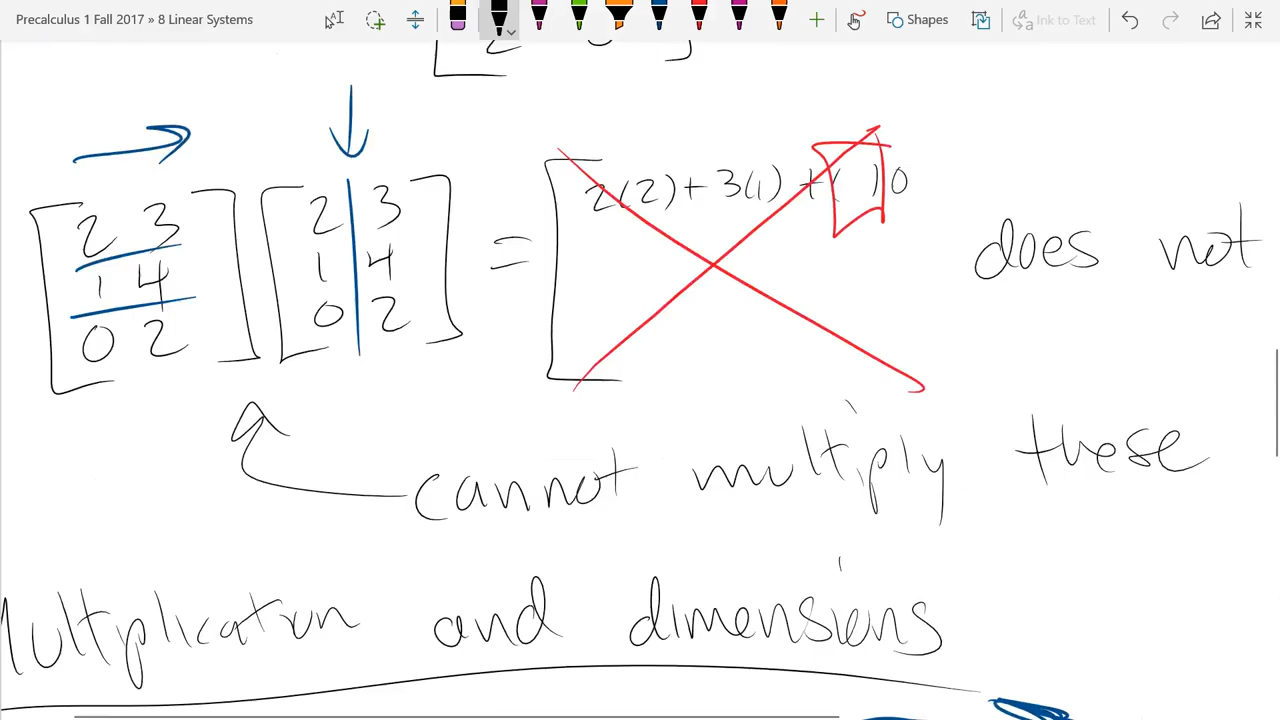 Precalculus 1 Fall 2017 » 8 Linear Systems
Shapes
Ink to Text
[2 3 [2 3 = [2(2) + 3(1) + ( )0 does not
1 4 1 4
0 2] 0 2]
cannot multiply these
Multiplication and dimensions